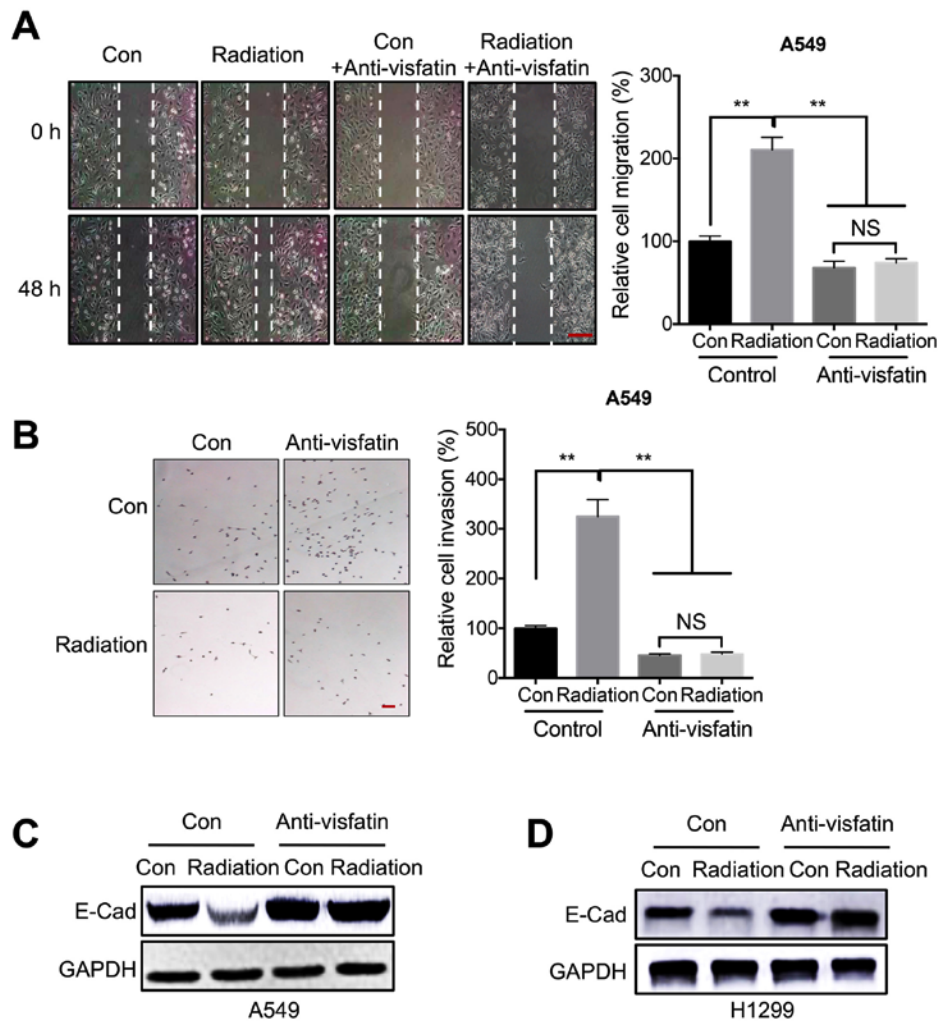 A
Con
Radiation
Con
+Anti-visfatin
Radiation
+Anti-visfatin
0 h
48 h
A549
Relative cell migration (%)
300
200
100
0
**
**
NS
Con Radiation Con Radiation
Control Anti-visfatin
B
Con Anti-visfatin
Con
Radiation
A549
Relative cell invasion (%)
500
400
300
200
100
0
**
**
NS
Con Radiation Con Radiation
Control Anti-visfatin
C
Con Anti-visfatin
Con Radiation Con Radiation
E-Cad
GAPDH
A549
D
Con Anti-visfatin
Con Radiation Con Radiation
E-Cad
GAPDH
H1299